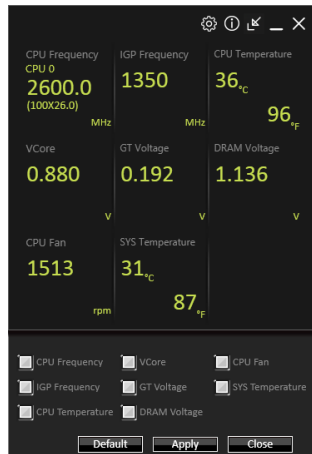 CPU Frequency IGP Frequency CPU Temperature
CPU 0
2600.0 1350 36°C
(100X26.0)
MHz MHz 96°F
VCore GT Voltage DRAM Voltage
0.880 0.192 1.136
V V V
CPU Fan SYS Temperature
1513 31°C
rpm 87°F
CPU Frequency VCore CPU Fan
IGP Frequency GT Voltage SYS Temperature
CPU Temperature DRAM Voltage
Default Apply Close